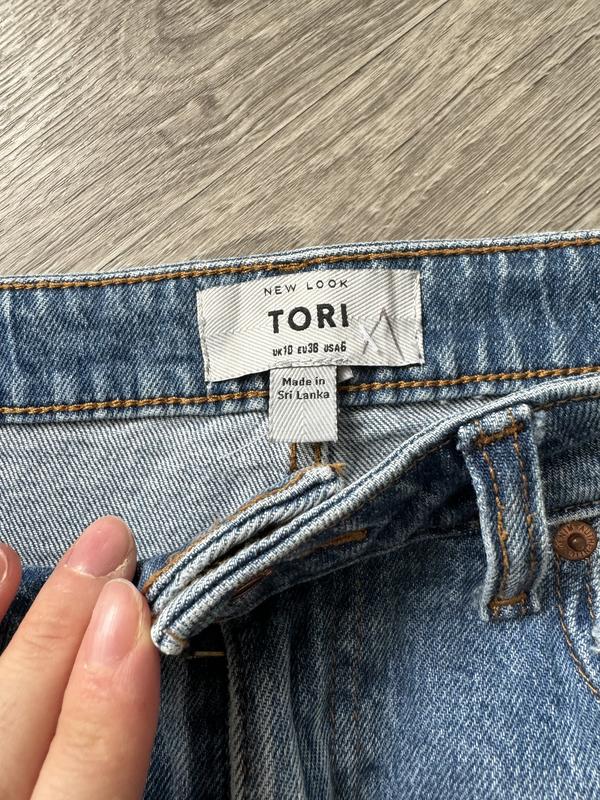 NEW LOOK
TORI
UK10 EU38 USA6
Made in
Sri Lanka